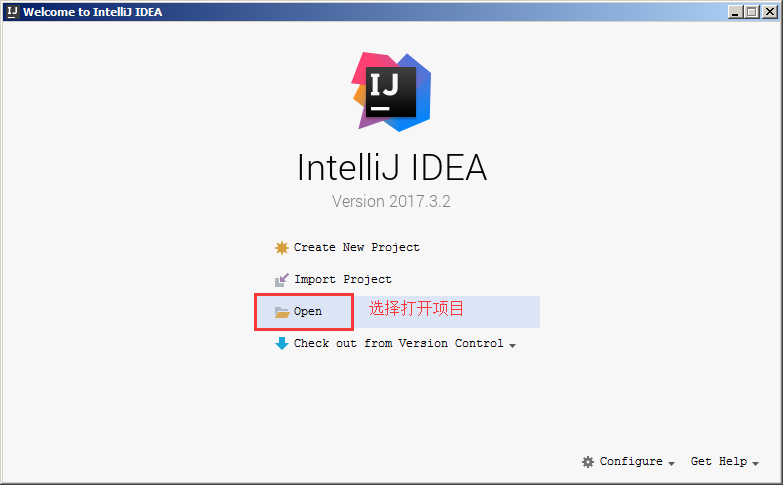 Welcome to IntelliJ IDEA
IJ
IntelliJ IDEA
Version 2017.3.2
Create New Project
Import Project
Open 选择打开项目
Check out from Version Control
Configure Get Help